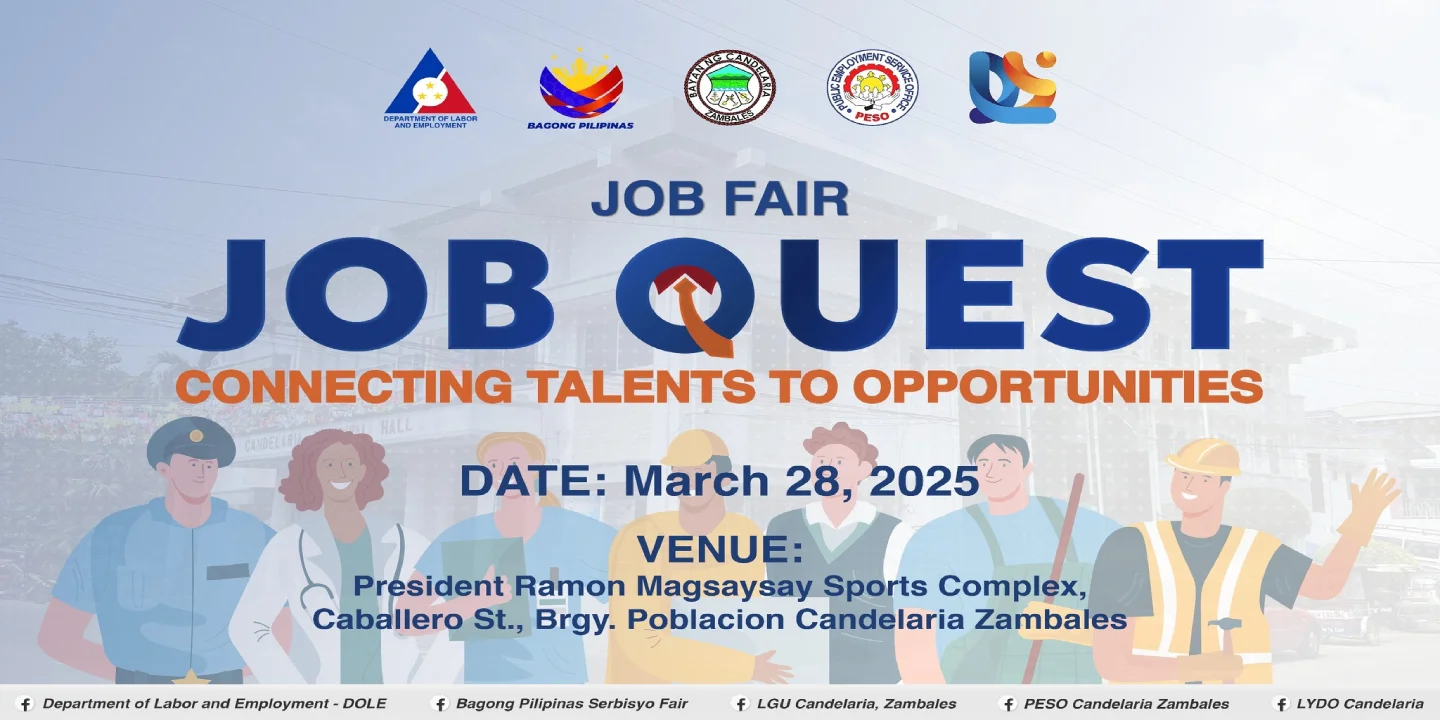 DEPARTMENT OF LABOR
AND EMPLOYMENT
BAGONG PILIPINAS
BAYAN NG CANDELARIA
ZAMBALES
PUBLIC EMPLOYMENT SERVICE OFFICE
PESO
JOB FAIR
JOB QUEST
CONNECTING TALENTS TO OPPORTUNITIES
DATE: March 28, 2025
VENUE:
President Ramon Magsaysay Sports Complex,
Caballero St., Brgy. Poblacion Candelaria Zambales
Department of Labor and Employment - DOLE
Bagong Pilipinas Serbisyo Fair
LGU Candelaria, Zambales
PESO Candelaria Zambales
LYDO Candelaria